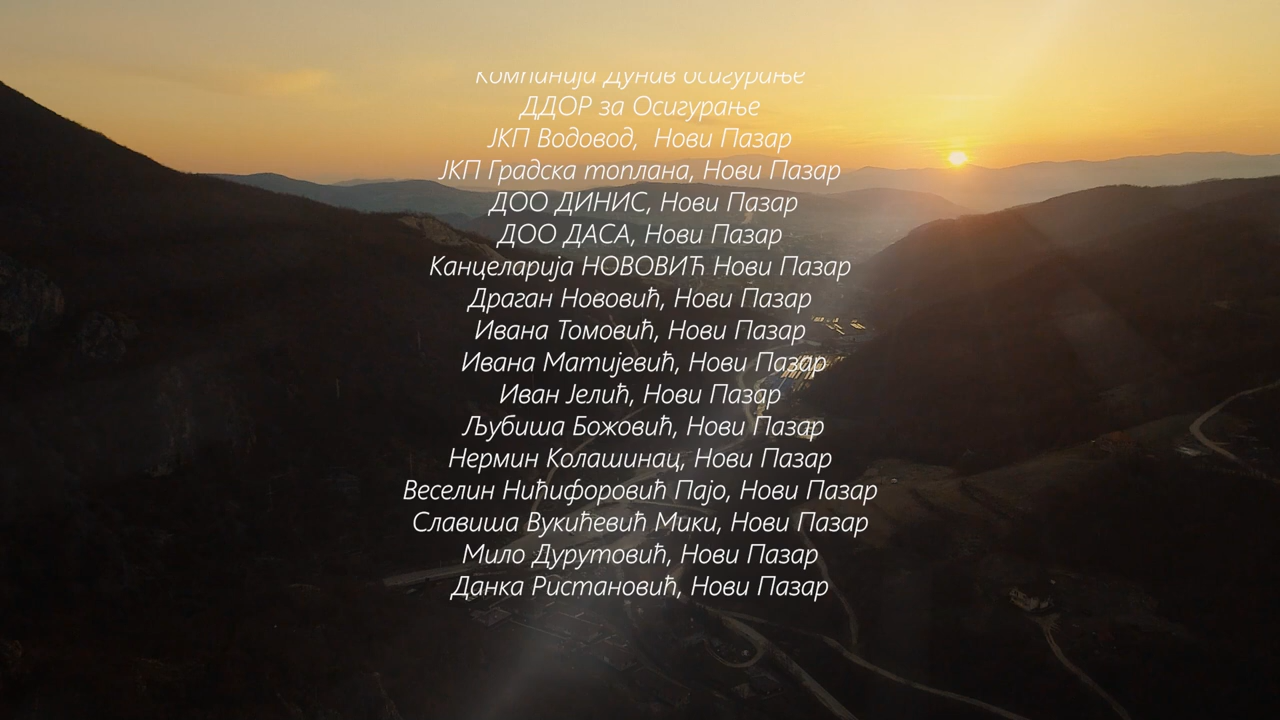 Компанији Дунав осигурање
ДДОР за Осигурање
ЈКП Водовод,  Нови Пазар
ЈКП Градска топлана, Нови Пазар
ДОО ДИНИС, Нови Пазар
ДОО ДАСА, Нови Пазар
Канцеларија НОВОВИЋ Нови Пазар
Драган Нововић, Нови Пазар
Ивана Томовић, Нови Пазар
Ивана Матијевић, Нови Пазар
Иван Јелић, Нови Пазар
Љубиша Божовић, Нови Пазар
Нермин Колашинац, Нови Пазар
Веселин Нићифоровић Пајо, Нови Пазар
Славиша Вукићевић Мики, Нови Пазар
Мило Дурутовић, Нови Пазар
Данка Ристановић, Нови Пазар